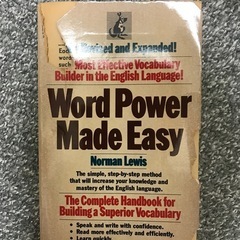 Revised and Expanded!
Most Effective Vocabulary
Builder in the English Language!
Word Power
Made Easy
Norman Lewis
The simple, step-by-step method
that will increase your knowledge and
mastery of the English language.
The Complete Handbook for
Building a Superior Vocabulary
• Speak and write with confidence.
• Read more effectively and efficiently.
• Learn quickly